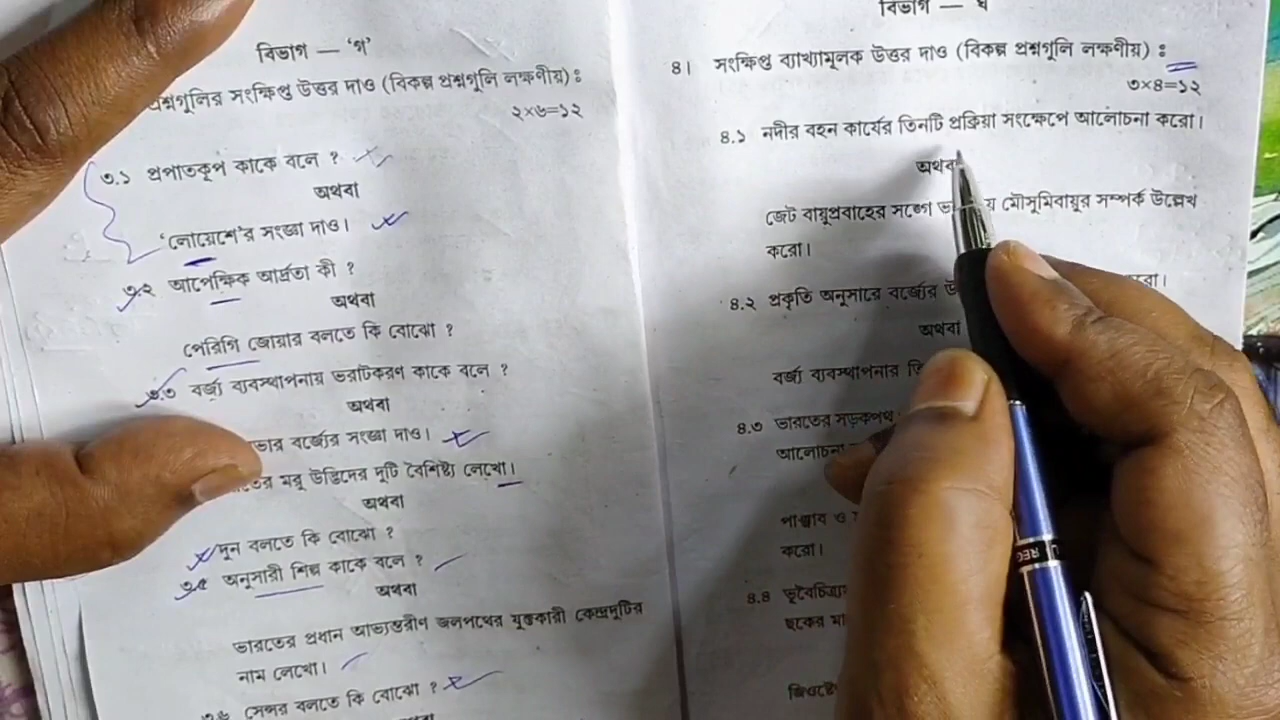 বিভাগ — 'গ'
প্রশ্নগুলির সংক্ষিপ্ত উত্তর দাও (বিকল্প প্রশ্নগুলি লক্ষণীয়) :
২×৬=১২
৩.১ প্রপাতকূপ কাকে বলে ?
অথবা
'লোয়েশে'র সংজ্ঞা দাও।
৩.২ আপেক্ষিক আর্দ্রতা কী ?
অথবা
পেরিগি জোয়ার বলতে কি বোঝো ?
৩.৩ বর্জ্য ব্যবস্থাপনায় ভরাটকরণ কাকে বলে ?
অথবা
ভার বর্জ্যের সংজ্ঞা দাও।
মরু উদ্ভিদের দুটি বৈশিষ্ট্য লেখো।
অথবা
দুন বলতে কি বোঝো ?
৩.৫ অনুসারী শিল্প কাকে বলে ?
অথবা
ভারতের প্রধান আভ্যন্তরীণ জলপথের যুক্তকারী কেন্দ্রদুটির
নাম লেখো।
৩.৬ সেন্সর বলতে কি বোঝো ?
বিভাগ — ঘ
৪। সংক্ষিপ্ত ব্যাখ্যামূলক উত্তর দাও (বিকল্প প্রশ্নগুলি লক্ষণীয়) :
৩×৪=১২
৪.১ নদীর বহন কার্যের তিনটি প্রক্রিয়া সংক্ষেপে আলোচনা করো।
অথবা
জেট বায়ুপ্রবাহের সঙ্গে মৌসুমিবায়ুর সম্পর্ক উল্লেখ
করো।
৪.২ প্রকৃতি অনুসারে বর্জ্যের
অথবা
বর্জ্য ব্যবস্থাপনার
৪.৩ ভারতের সড়কপথ
আলোচনা
পাঞ্জাব ও
করো।
৪.৪
ছকের